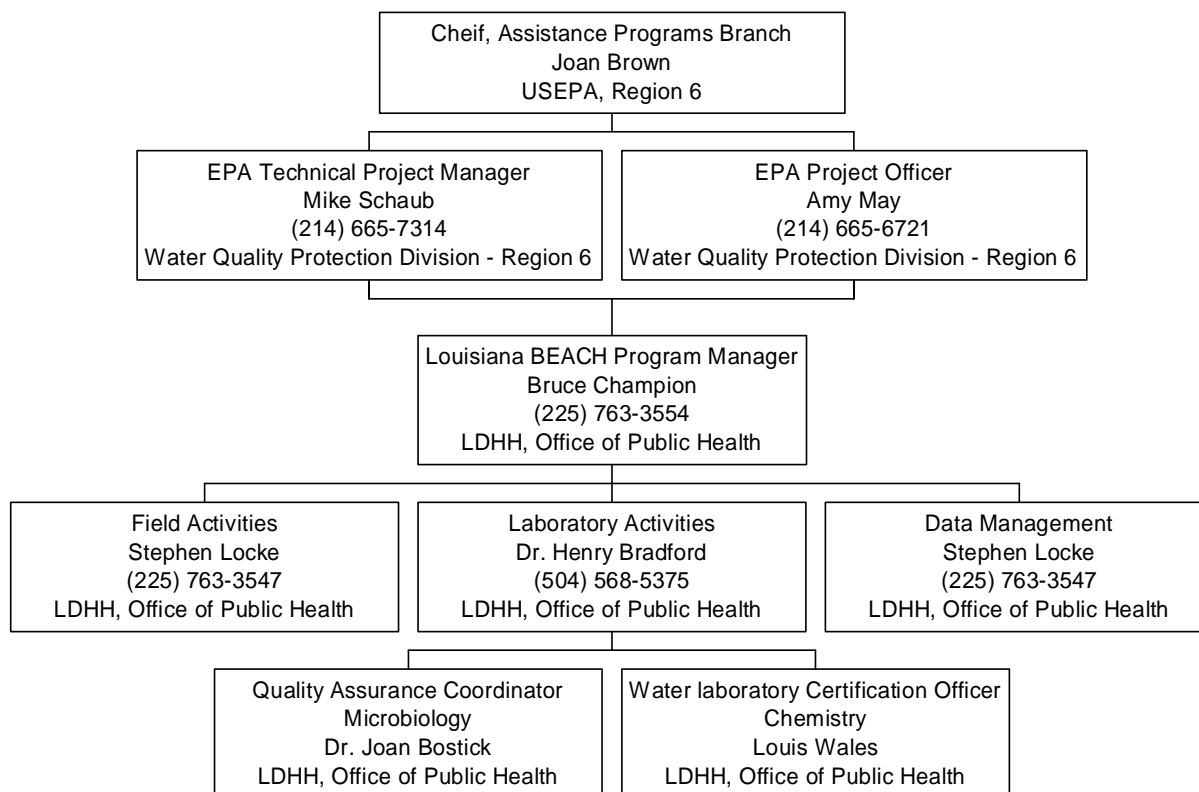 Cheif, Assistance Programs Branch
Joan Brown
USEPA, Region 6
EPA Technical Project Manager
Mike Schaub
(214) 665-7314
Water Quality Protection Division - Region 6
EPA Project Officer
Amy May
(214) 665-6721
Water Quality Protection Division - Region 6
Louisiana BEACH Program Manager
Bruce Champion
(225) 763-3554
LDHH, Office of Public Health
Field Activities
Stephen Locke
(225) 763-3547
LDHH, Office of Public Health
Laboratory Activities
Dr. Henry Bradford
(504) 568-5375
LDHH, Office of Public Health
Data Management
Stephen Locke
(225) 763-3547
LDHH, Office of Public Health
Quality Assurance Coordinator
Microbiology
Dr. Joan Bostick
LDHH, Office of Public Health
Water laboratory Certification Officer
Chemistry
Louis Wales
LDHH, Office of Public Health